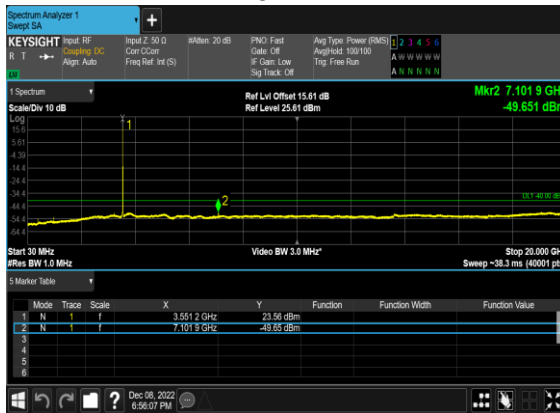 Spectrum Analyzer 1
Swept SA
+
KEYSIGHT Input: RF Input Z: 50 Ω #Atten: 20 dB PNO: Fast Avg Type: Power (RMS) 1 2 3 4 5 6
R T Coupling: DC Corr CCorr Gate: Off Avg|Hold: 100/100 A W W W W W
Align: Auto Freq Ref: Int (S) IF Gain: Low Trig: Free Run
Sig Track: Off A N N N N N
1 Spectrum Ref Lvl Offset 15.61 dB Mkr2 7.101 9 GH
Scale/Div 10 dB Ref Level 25.61 dBm -49.651 dBr
Log
15.6
5.61
-4.39
-14.4
-24.4
-34.4
-44.4
-54.4
1
2
DL1 -40.00 dB
Start 30 MHz Video BW 3.0 MHz* Stop 20.000 GH
#Res BW 1.0 MHz Sweep ~38.3 ms (40001 pt
5 Marker Table
Mode Trace Scale X Y Function Function Width Function Value
1 N 1 f 3.551 2 GHz 23.56 dBm
2 N 1 f 7.101 9 GHz -49.65 dBm
3
4
5
6
? Dec 08, 2022
6:56:07 PM